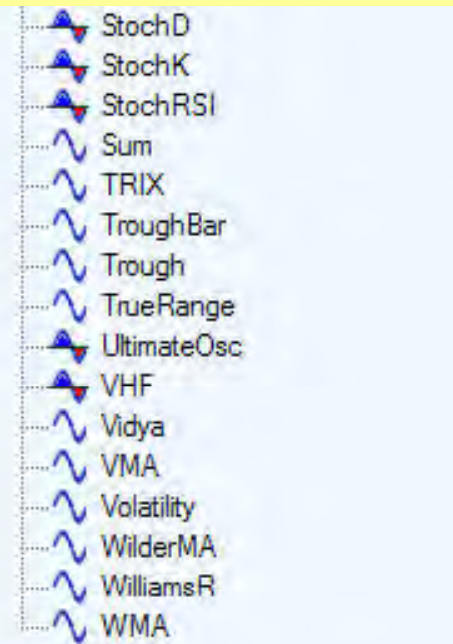 StochD
StochK
StochRSI
Sum
TRIX
TroughBar
Trough
TrueRange
UltimateOsc
VHF
Vidya
VMA
Volatility
WilderMA
WilliamsR
WMA